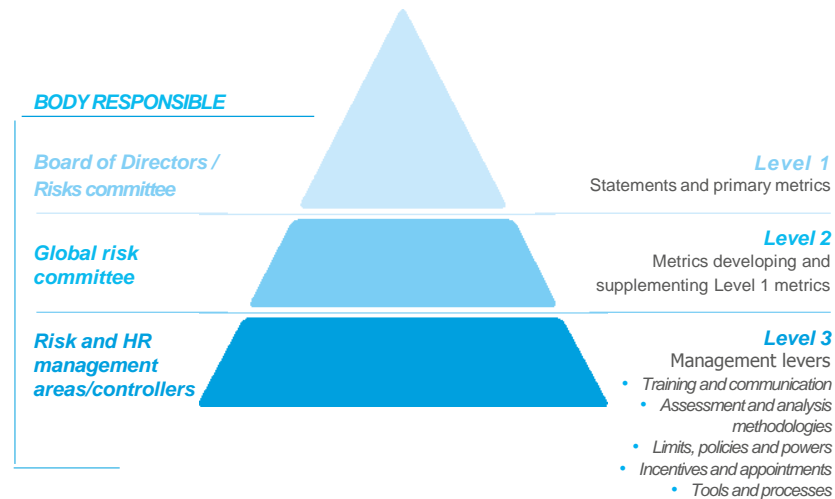 BODY RESPONSIBLE
Board of Directors /
Risks committee
Level 1
Statements and primary metrics
Global risk
committee
Level 2
Metrics developing and
supplementing Level 1 metrics
Risk and HR
management
areas/controllers
Level 3
Management levers
• Training and communication
• Assessment and analysis
methodologies
• Limits, policies and powers
• Incentives and appointments
• Tools and processes